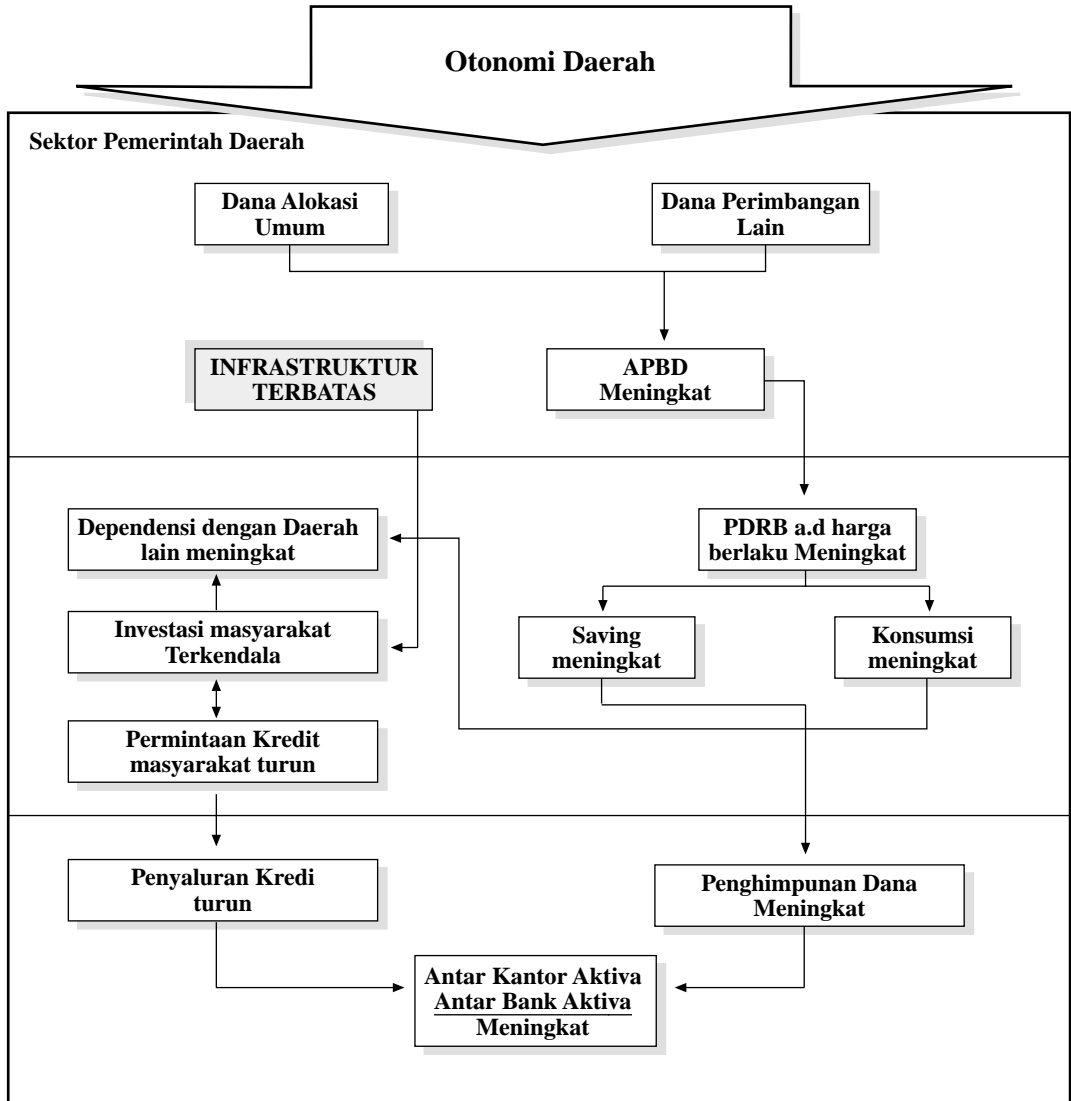 Otonomi Daerah
Sektor Pemerintah Daerah
Dana Alokasi
Umum
Dana Perimbangan
Lain
INFRASTRUKTUR
TERBATAS
APBD
Meningkat
Dependensi dengan Daerah
lain meningkat
PDRB a.d harga
berlaku Meningkat
Investasi masyarakat
Terkendala
Saving
meningkat
Konsumsi
meningkat
Permintaan Kredit
masyarakat turun
Penyaluran Kredi
turun
Penghimpunan Dana
Meningkat
Antar Kantor Aktiva
Antar Bank Aktiva
Meningkat